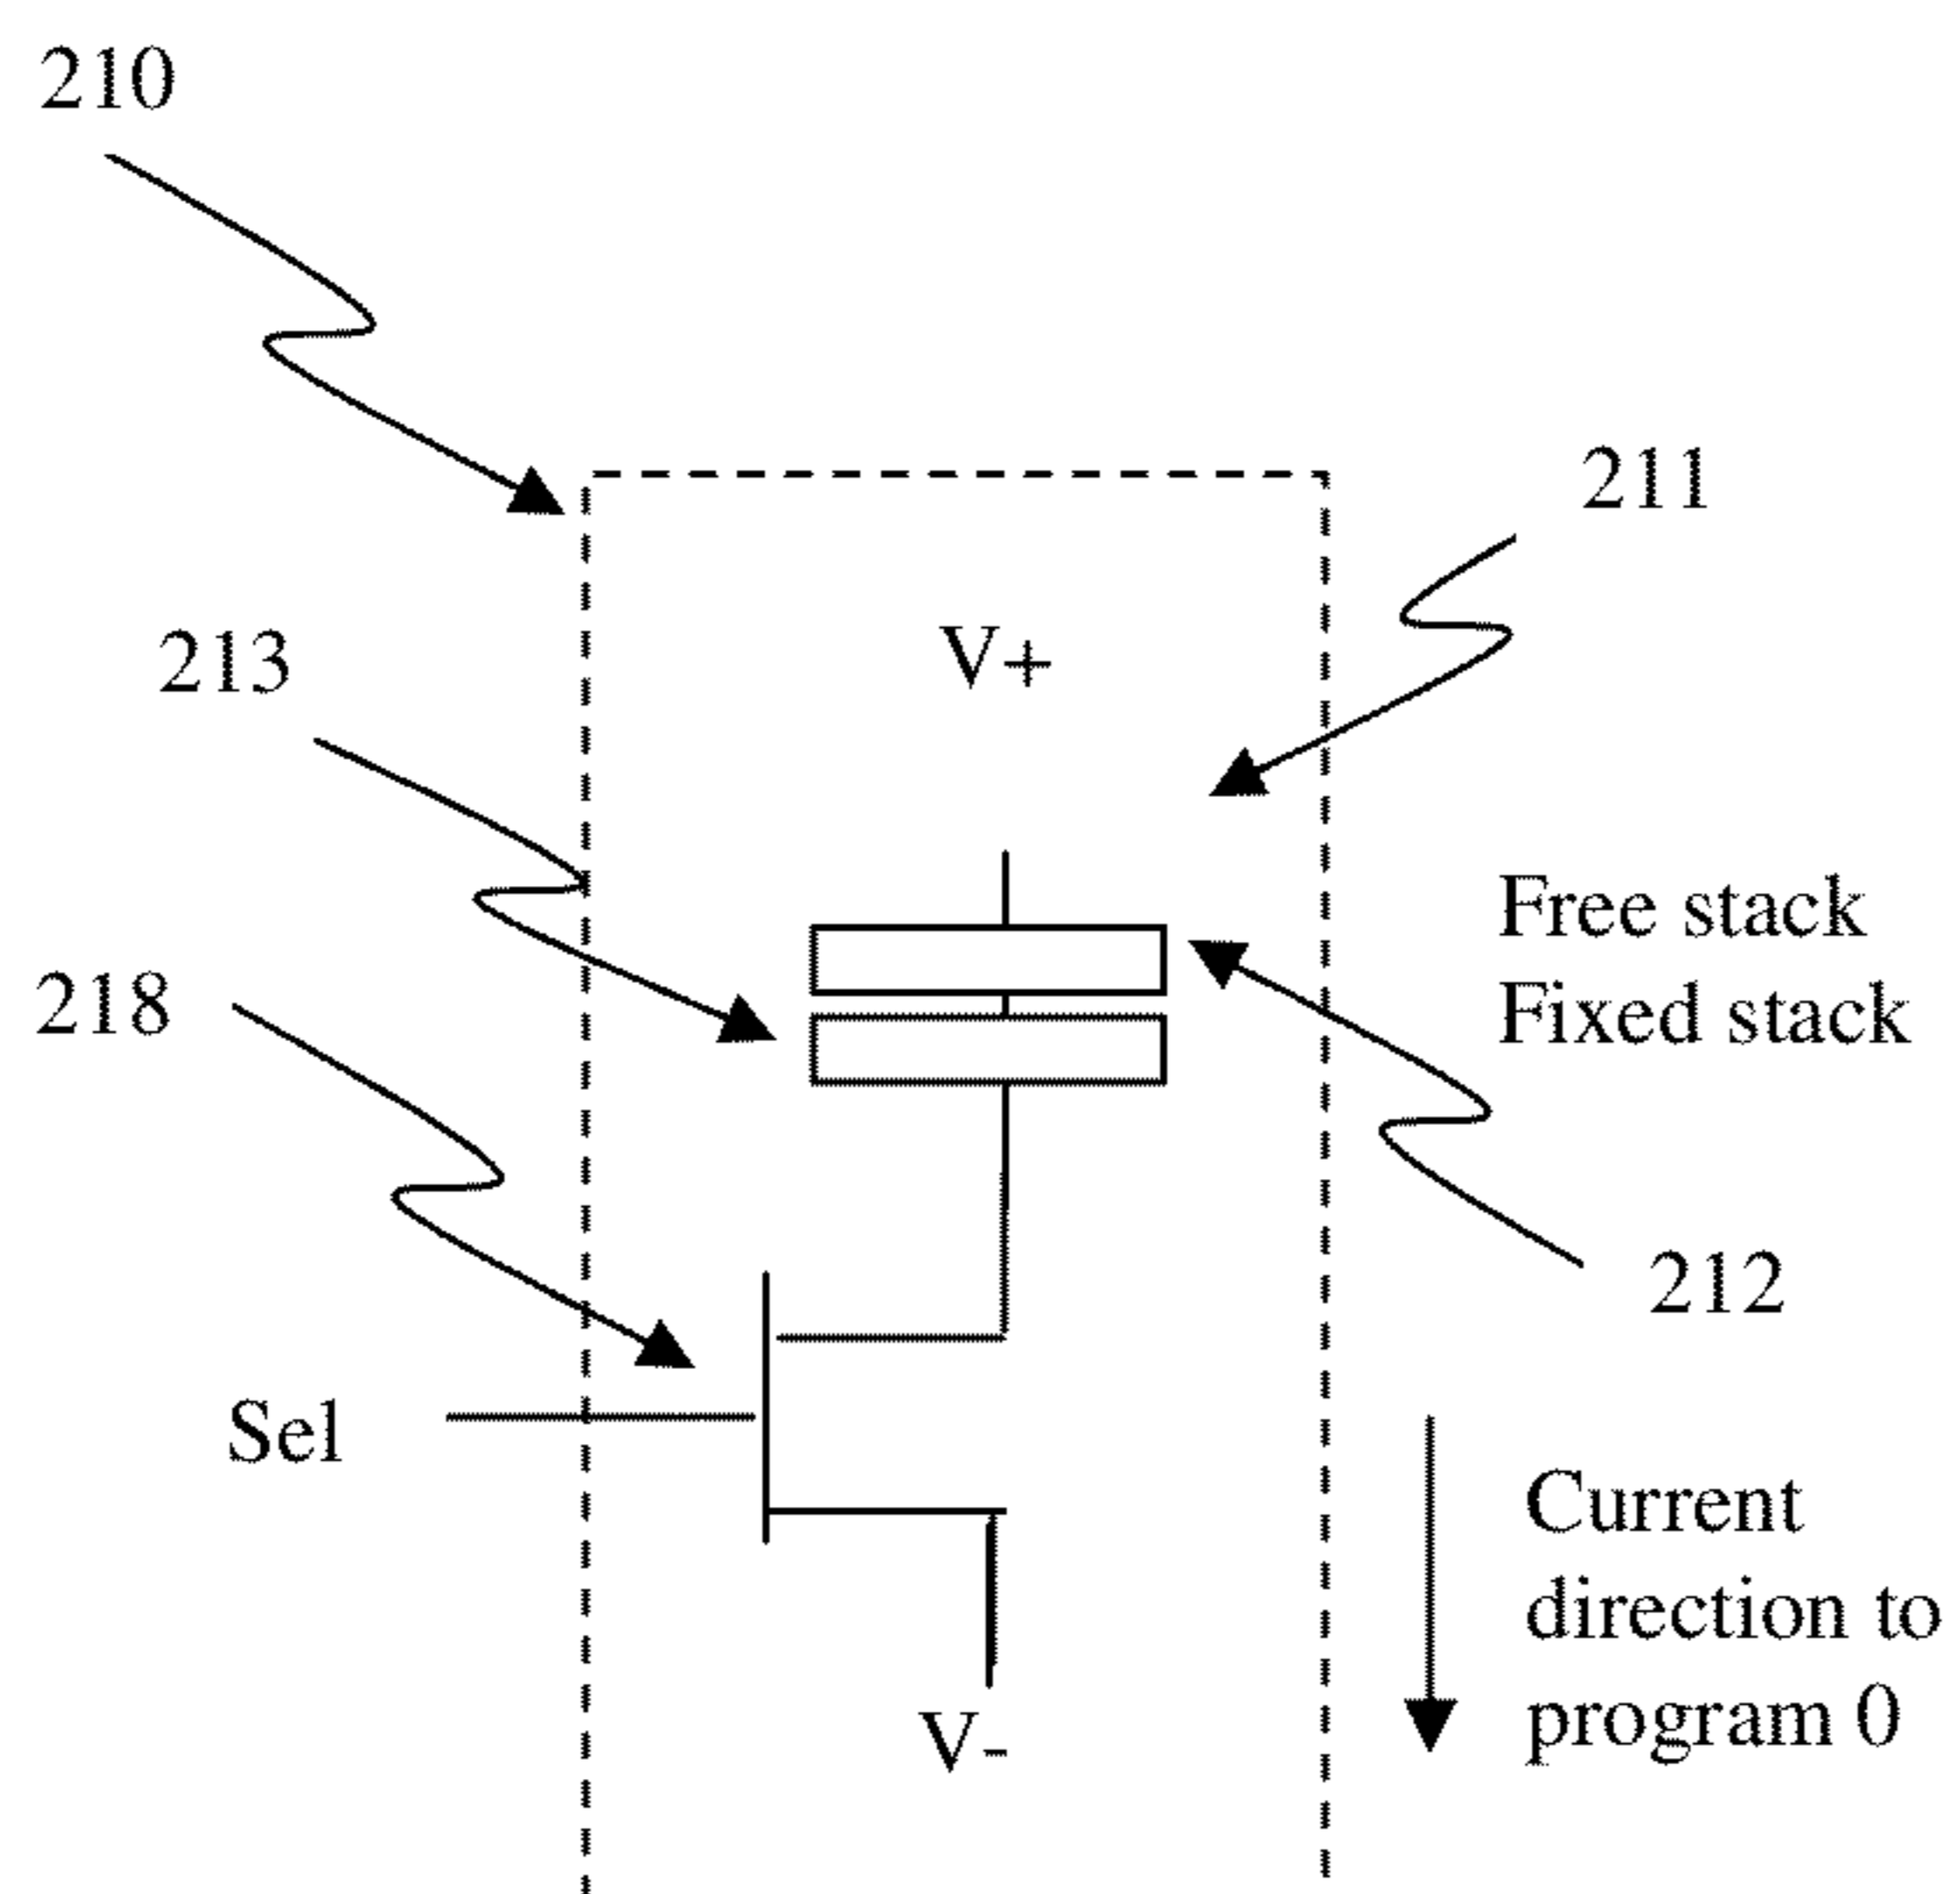 210
211
V+
213
Free stack
Fixed stack
218
212
Sel
Current
direction to
program 0
V-